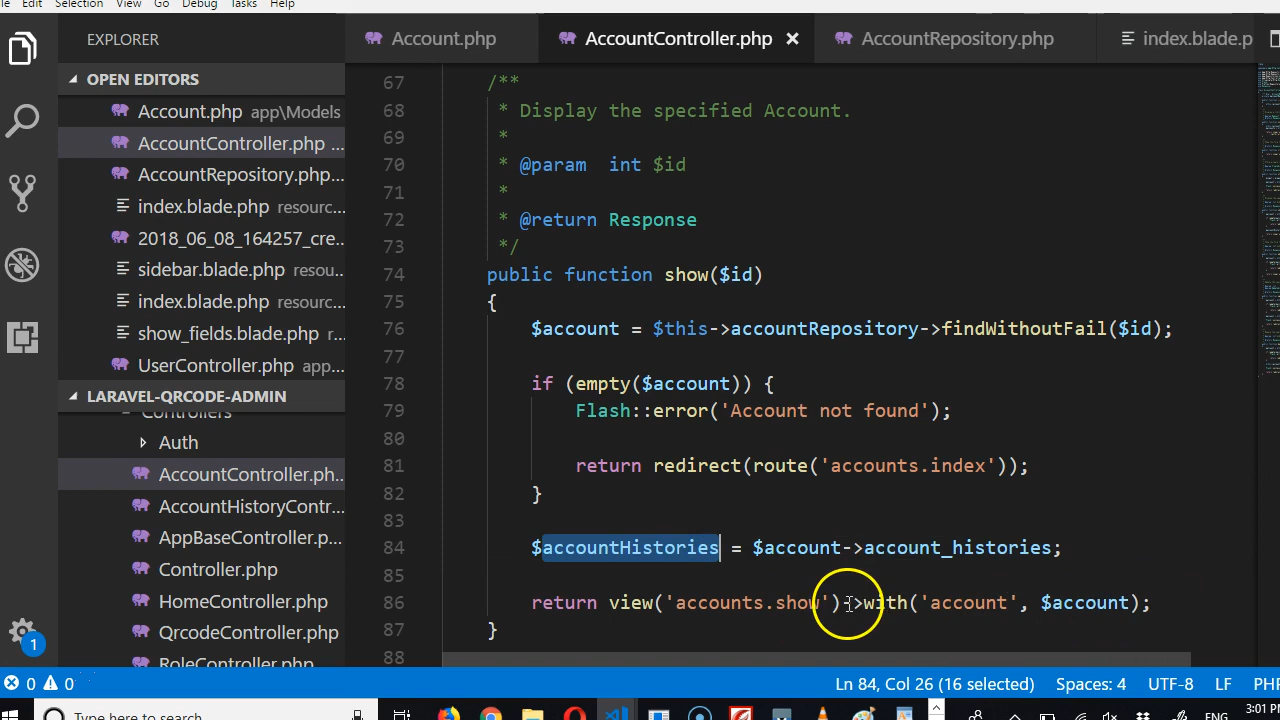 le Edit Selection View Go Debug Tasks Help
EXPLORER
OPEN EDITORS
Account.php app\Models
AccountController.php ...
AccountRepository.php...
index.blade.php resourc...
2018_06_08_164257_cre...
sidebar.blade.php resou...
index.blade.php resourc...
show_fields.blade.php r...
UserController.php app...
LARAVEL-QRCODE-ADMIN
Controllers
Auth
AccountController.ph...
AccountHistoryContr...
AppBaseController.p...
Controller.php
HomeController.php
QrcodeController.php
RoleController.php
Account.php AccountController.php × AccountRepository.php index.blade.p
67 /**
68 * Display the specified Account.
69 *
70 * @param int $id
71 *
72 * @return Response
73 */
74 public function show($id)
75 {
76 $account = $this->accountRepository->findWithoutFail($id);
77
78 if (empty($account)) {
79 Flash::error('Account not found');
80
81 return redirect(route('accounts.index'));
82 }
83
84 $accountHistories = $account->account_histories;
85
86 return view('accounts.show')->with('account', $account);
87 }
88
1
0 0 Ln 84, Col 26 (16 selected) Spaces: 4 UTF-8 LF PHP
Type here to search ENG 3:01 PM